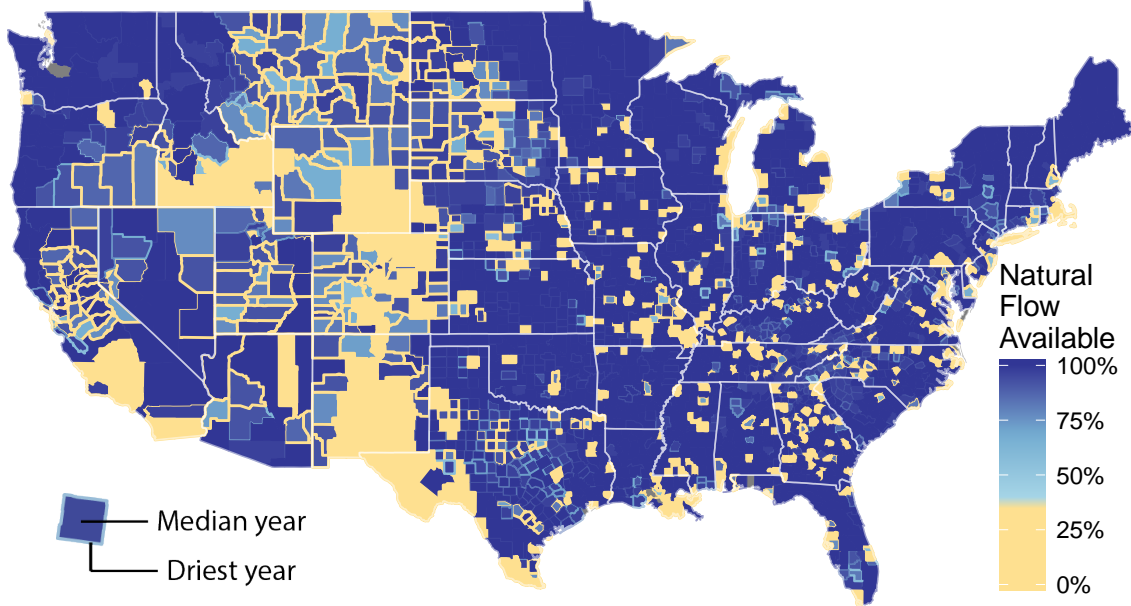 Natural
Flow
Available
100%
75%
50%
25%
0%
Median year
Driest year